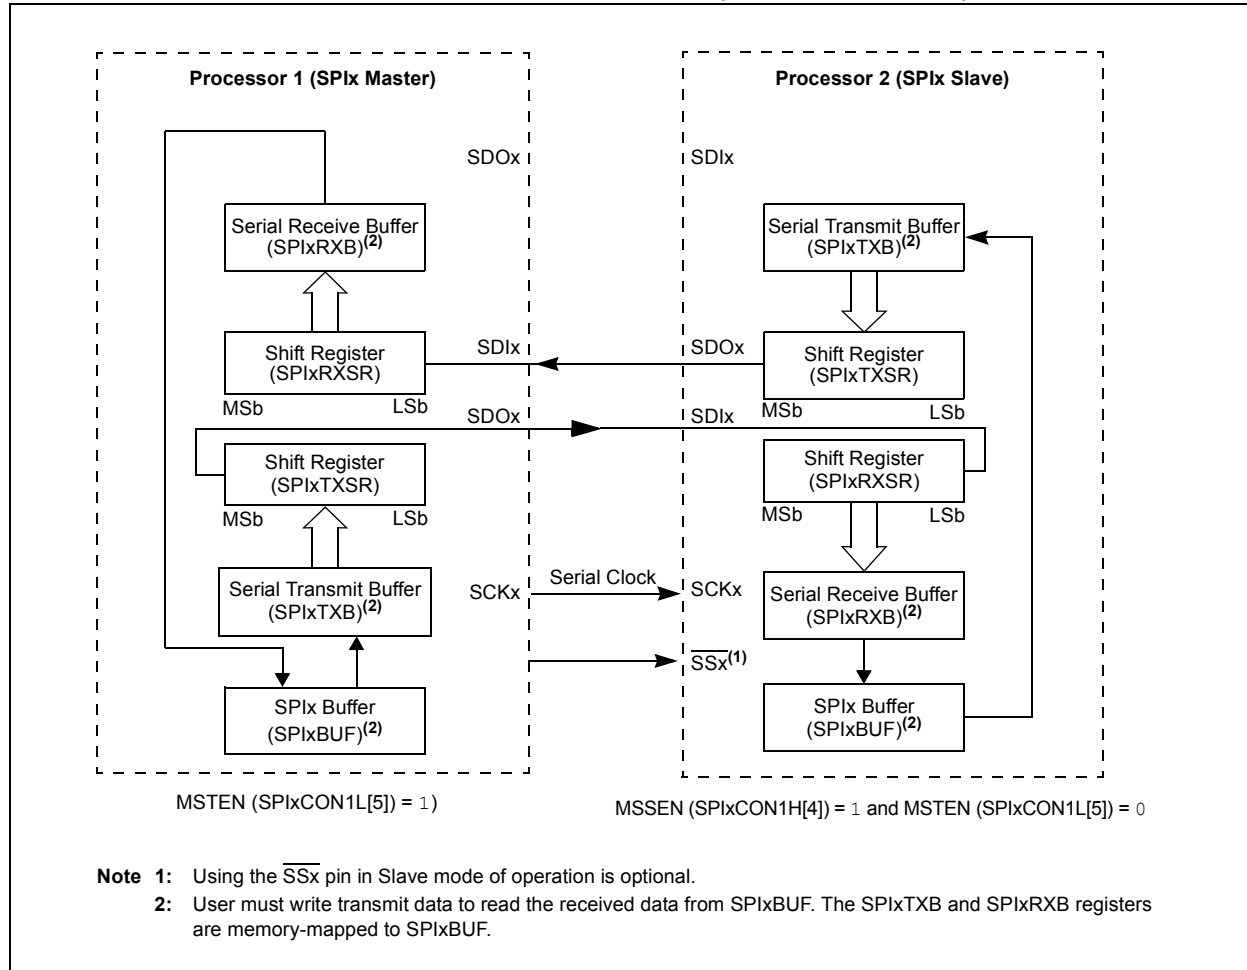 Processor 1 (SPIx Master)
SDOx
Serial Receive Buffer
(SPIxRXB)(2)
Shift Register
(SPIxRXSR)
SDIx
MSb
LSb
SDOx
Shift Register
(SPIxTXSR)
MSb
LSb
Serial Transmit Buffer
(SPIxTXB)(2)
SCKx
Serial Clock
SPIx Buffer
(SPIxBUF)(2)
MSTEN (SPIxCON1L[5]) = 1)
Processor 2 (SPIx Slave)
SDIx
Serial Transmit Buffer
(SPIxTXB)(2)
SDOx
Shift Register
(SPIxTXSR)
MSb
LSb
SDIx
Shift Register
(SPIxRXSR)
MSb
LSb
SCKx
Serial Receive Buffer
(SPIxRXB)(2)
SSx(1)
SPIx Buffer
(SPIxBUF)(2)
MSSEN (SPIxCON1H[4]) = 1 and MSTEN (SPIxCON1L[5]) = 0
Note 1: Using the SSx pin in Slave mode of operation is optional.
2: User must write transmit data to read the received data from SPIxBUF. The SPIxTXB and SPIxRXB registers
are memory-mapped to SPIxBUF.